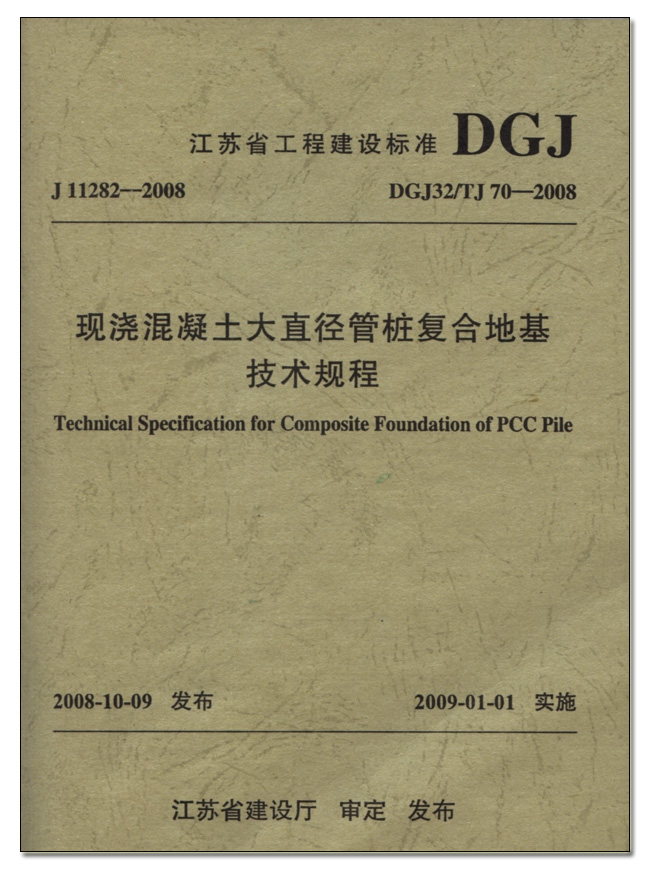 江苏省工程建设标准 DGJ
J 11282--2008 DGJ32/TJ 70—2008
现浇混凝土大直径管桩复合地基
技术规程
Technical Specification for Composite Foundation of PCC Pile
2008-10-09 发布 2009-01-01 实施
江苏省建设厅 审定 发布